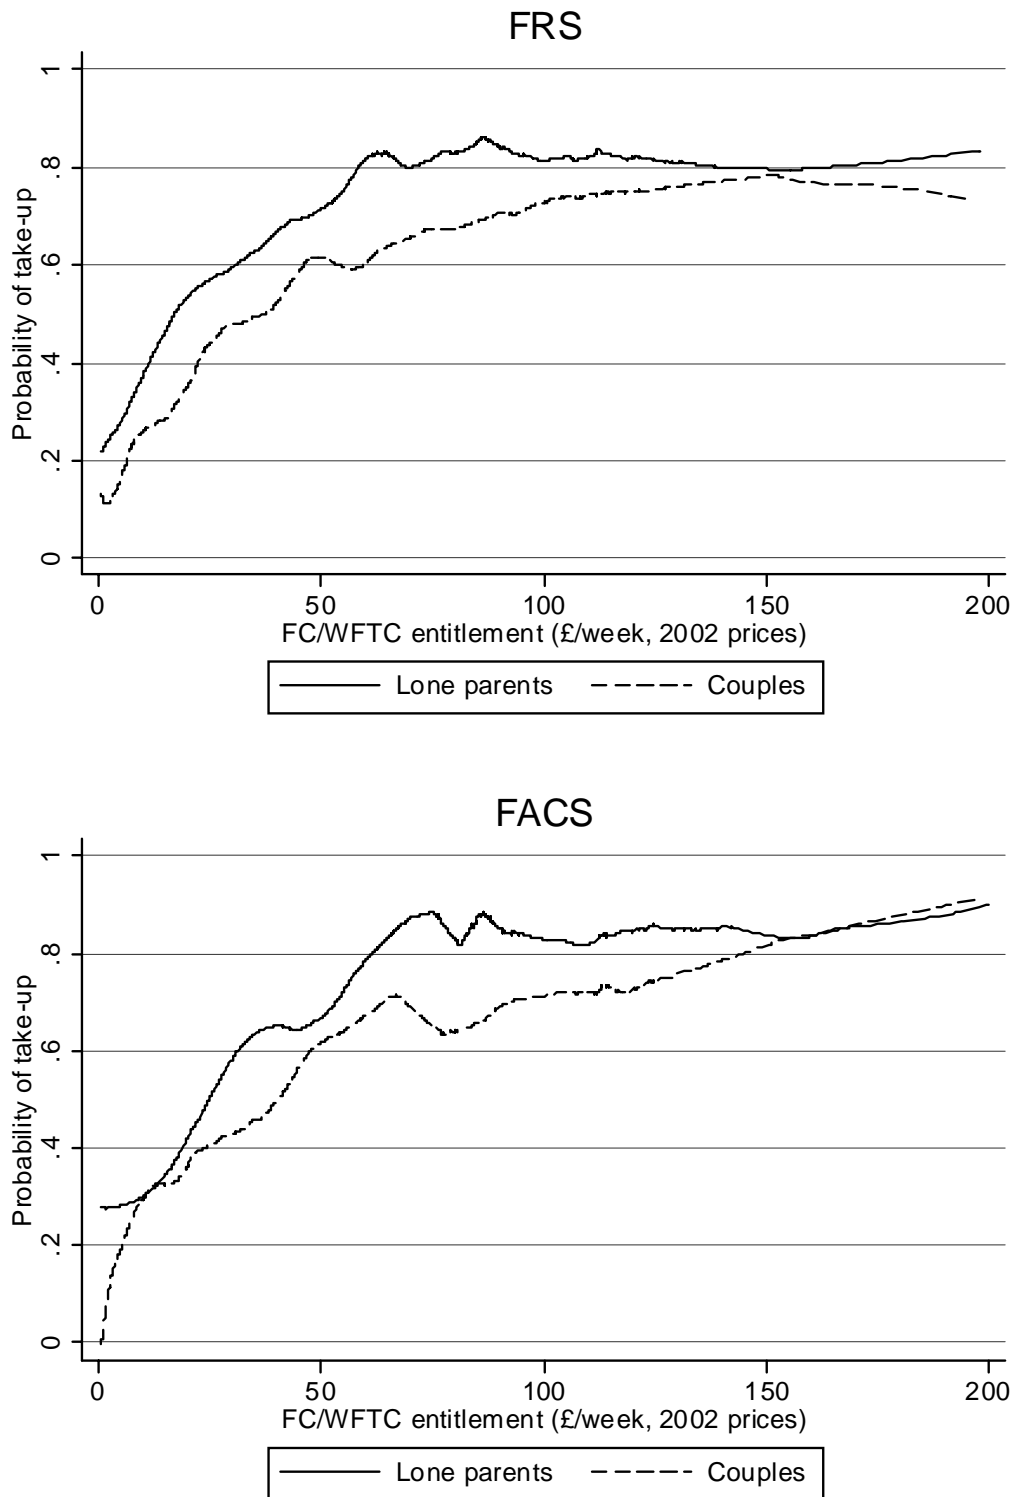 FRS
Probability of take-up
1
.8
.6
.4
.2
0
0 50 100 150 200
FC/WFTC entitlement (£/week, 2002 prices)
Lone parents Couples
FACS
Probability of take-up
1
.8
.6
.4
.2
0
0 50 100 150 200
FC/WFTC entitlement (£/week, 2002 prices)
Lone parents Couples